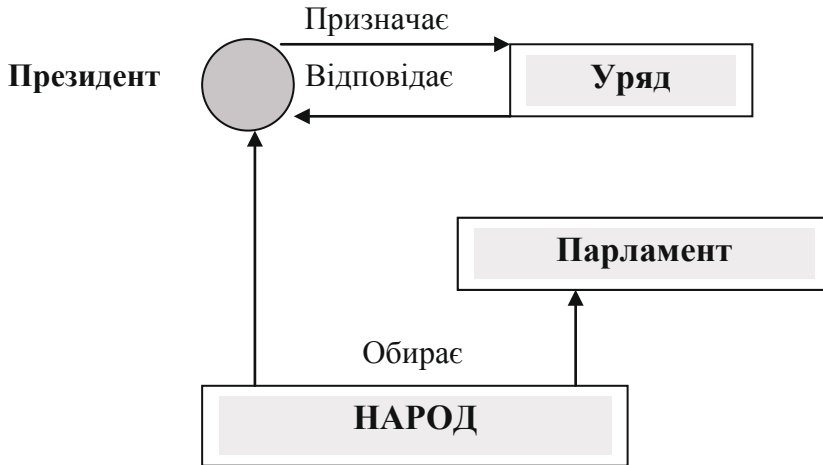 Призначає
Президент
Відповідає
Уряд
Парламент
Обирає
НАРОД